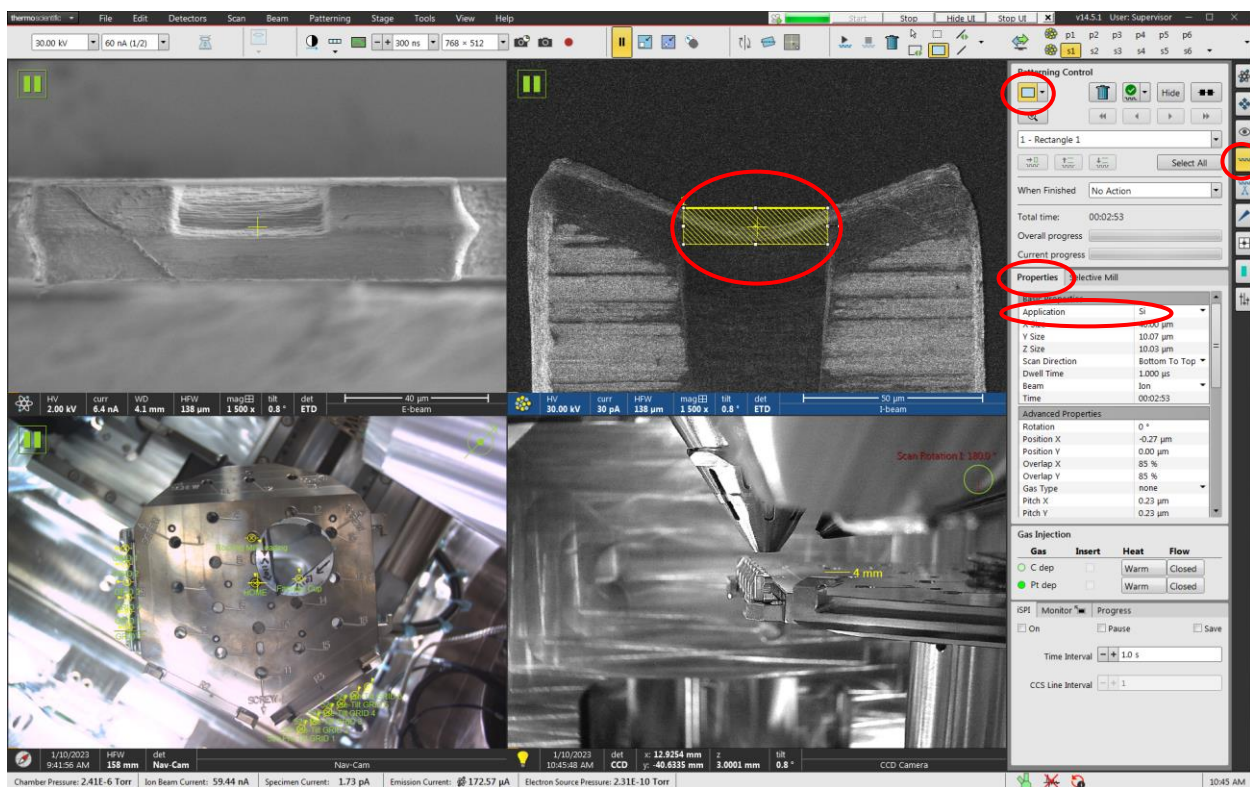 thermoscientific File Edit Detectors Scan Beam Patterning Stage Tools View Help Start Stop Hide UI Stop UI v14.5.1 User: Supervisor
30.00 kV 60 nA (1/2) 300 ns 768 × 512 p1 p2 p3 p4 p5 p6
s1 s2 s3 s4 s5 s6
Patterning Control
Hide
1 - Rectangle 1
Select All
When Finished No Action
Total time: 00:02:53
Overall progress
Current progress
Properties Selective Mill
Basic Properties
Application Si
X Size
Y Size 10.07 µm
Z Size 10.03 µm
Scan Direction Bottom To Top
Dwell Time 1.000 µs
Beam Ion
Time 00:02:53
Advanced Properties
Rotation 0 °
Position X -0.27 µm
Position Y 0.00 µm
Overlap X 85 %
Overlap Y 85 %
Gas Type none
Pitch X 0.23 µm
Pitch Y 0.23 µm
Gas Injection
Gas Insert Heat Flow
C dep Warm Closed
Pt dep Warm Closed
iSPI Monitor Progress
On Pause Save
Time Interval 1.0 s
CCS Line Interval 1
HV curr WD HFW mag tilt det 40 µm
2.00 kV 6.4 nA 4.1 mm 138 µm 1 500 x 0.8 ° ETD E-beam
HV curr HFW mag tilt det 50 µm
30.00 kV 30 pA 138 µm 1 500 x 0.8 ° ETD I-beam
HOME
SCREW
Scan Rotation I: 180.0 °
4 mm
1/10/2023 HFW det
9:41:56 AM 158 mm Nav-Cam Nav-Cam
1/10/2023 det x: 12.9254 mm z tilt
10:45:48 AM CCD y: -40.6335 mm 3.0001 mm 0.8 ° CCD Camera
Chamber Pressure: 2.41E-6 Torr Ion Beam Current: 59.44 nA Specimen Current: 1.73 pA Emission Current: 172.57 µA Electron Source Pressure: 2.31E-10 Torr 10:45 AM